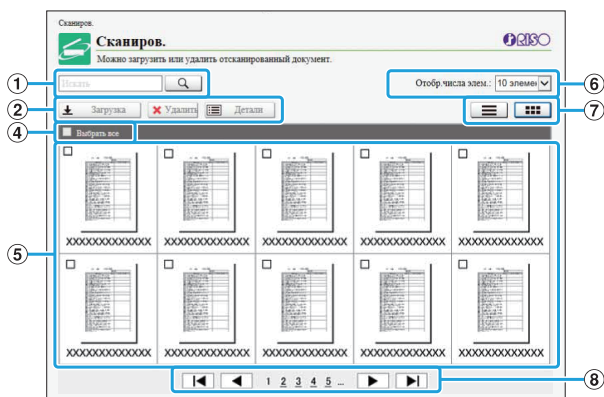 Сканиров.
Сканиров.
RISO
Можно загрузить или удалить отсканированный документ.
1
Искать
Отобр.числа элем.: 10 элемен
6
2
Загрузка
Удалить
Детали
7
4
Выбрать все
5
XXXXXXXXXXXXX XXXXXXXXXXXXX XXXXXXXXXXXXX XXXXXXXXXXXXX XXXXXXXXXXXXX
XXXXXXXXXXXXX XXXXXXXXXXXXX XXXXXXXXXXXXX XXXXXXXXXXXXX XXXXXXXXXXXXX
1 2 3 4 5 ...
8